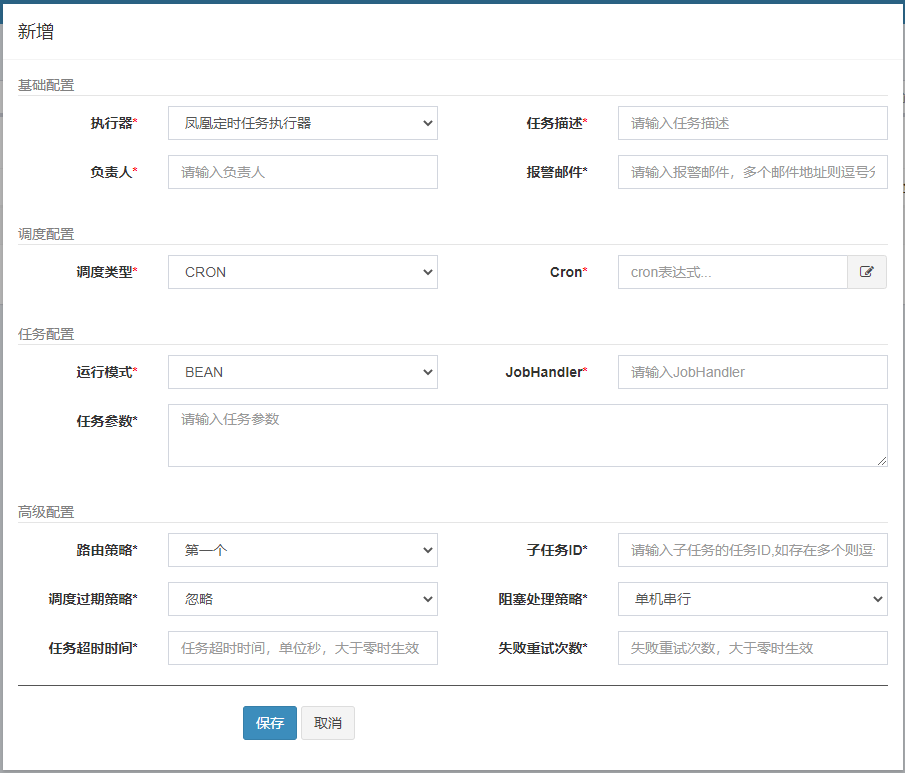 新增
基础配置
执行器* 凤凰定时任务执行器 任务描述* 请输入任务描述
负责人* 请输入负责人 报警邮件* 请输入报警邮件，多个邮件地址则逗号分
调度配置
调度类型* CRON Cron* cron表达式...
任务配置
运行模式* BEAN JobHandler* 请输入JobHandler
任务参数* 请输入任务参数
高级配置
路由策略* 第一个 子任务ID* 请输入子任务的任务ID,如存在多个则逗
调度过期策略* 忽略 阻塞处理策略* 单机串行
任务超时时间* 任务超时时间，单位秒，大于零时生效 失败重试次数* 失败重试次数，大于零时生效
保存 取消